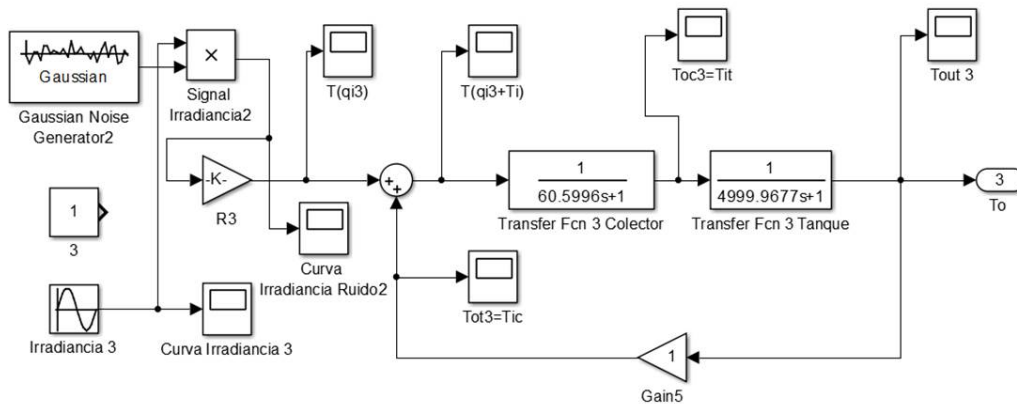 Gaussian
Gaussian Noise
Generator2
×
Signal
Irradiancia2
T(qi3)
T(qi3+Ti)
Toc3=Tit
Tout 3
-K-
R3
1
60.5996s+1
Transfer Fcn 3 Colector
1
4999.9677s+1
Transfer Fcn 3 Tanque
3
To
1
3
Curva
Irradiancia Ruido2
Tot3=Tic
Irradiancia 3
Curva Irradiancia 3
1
Gain5